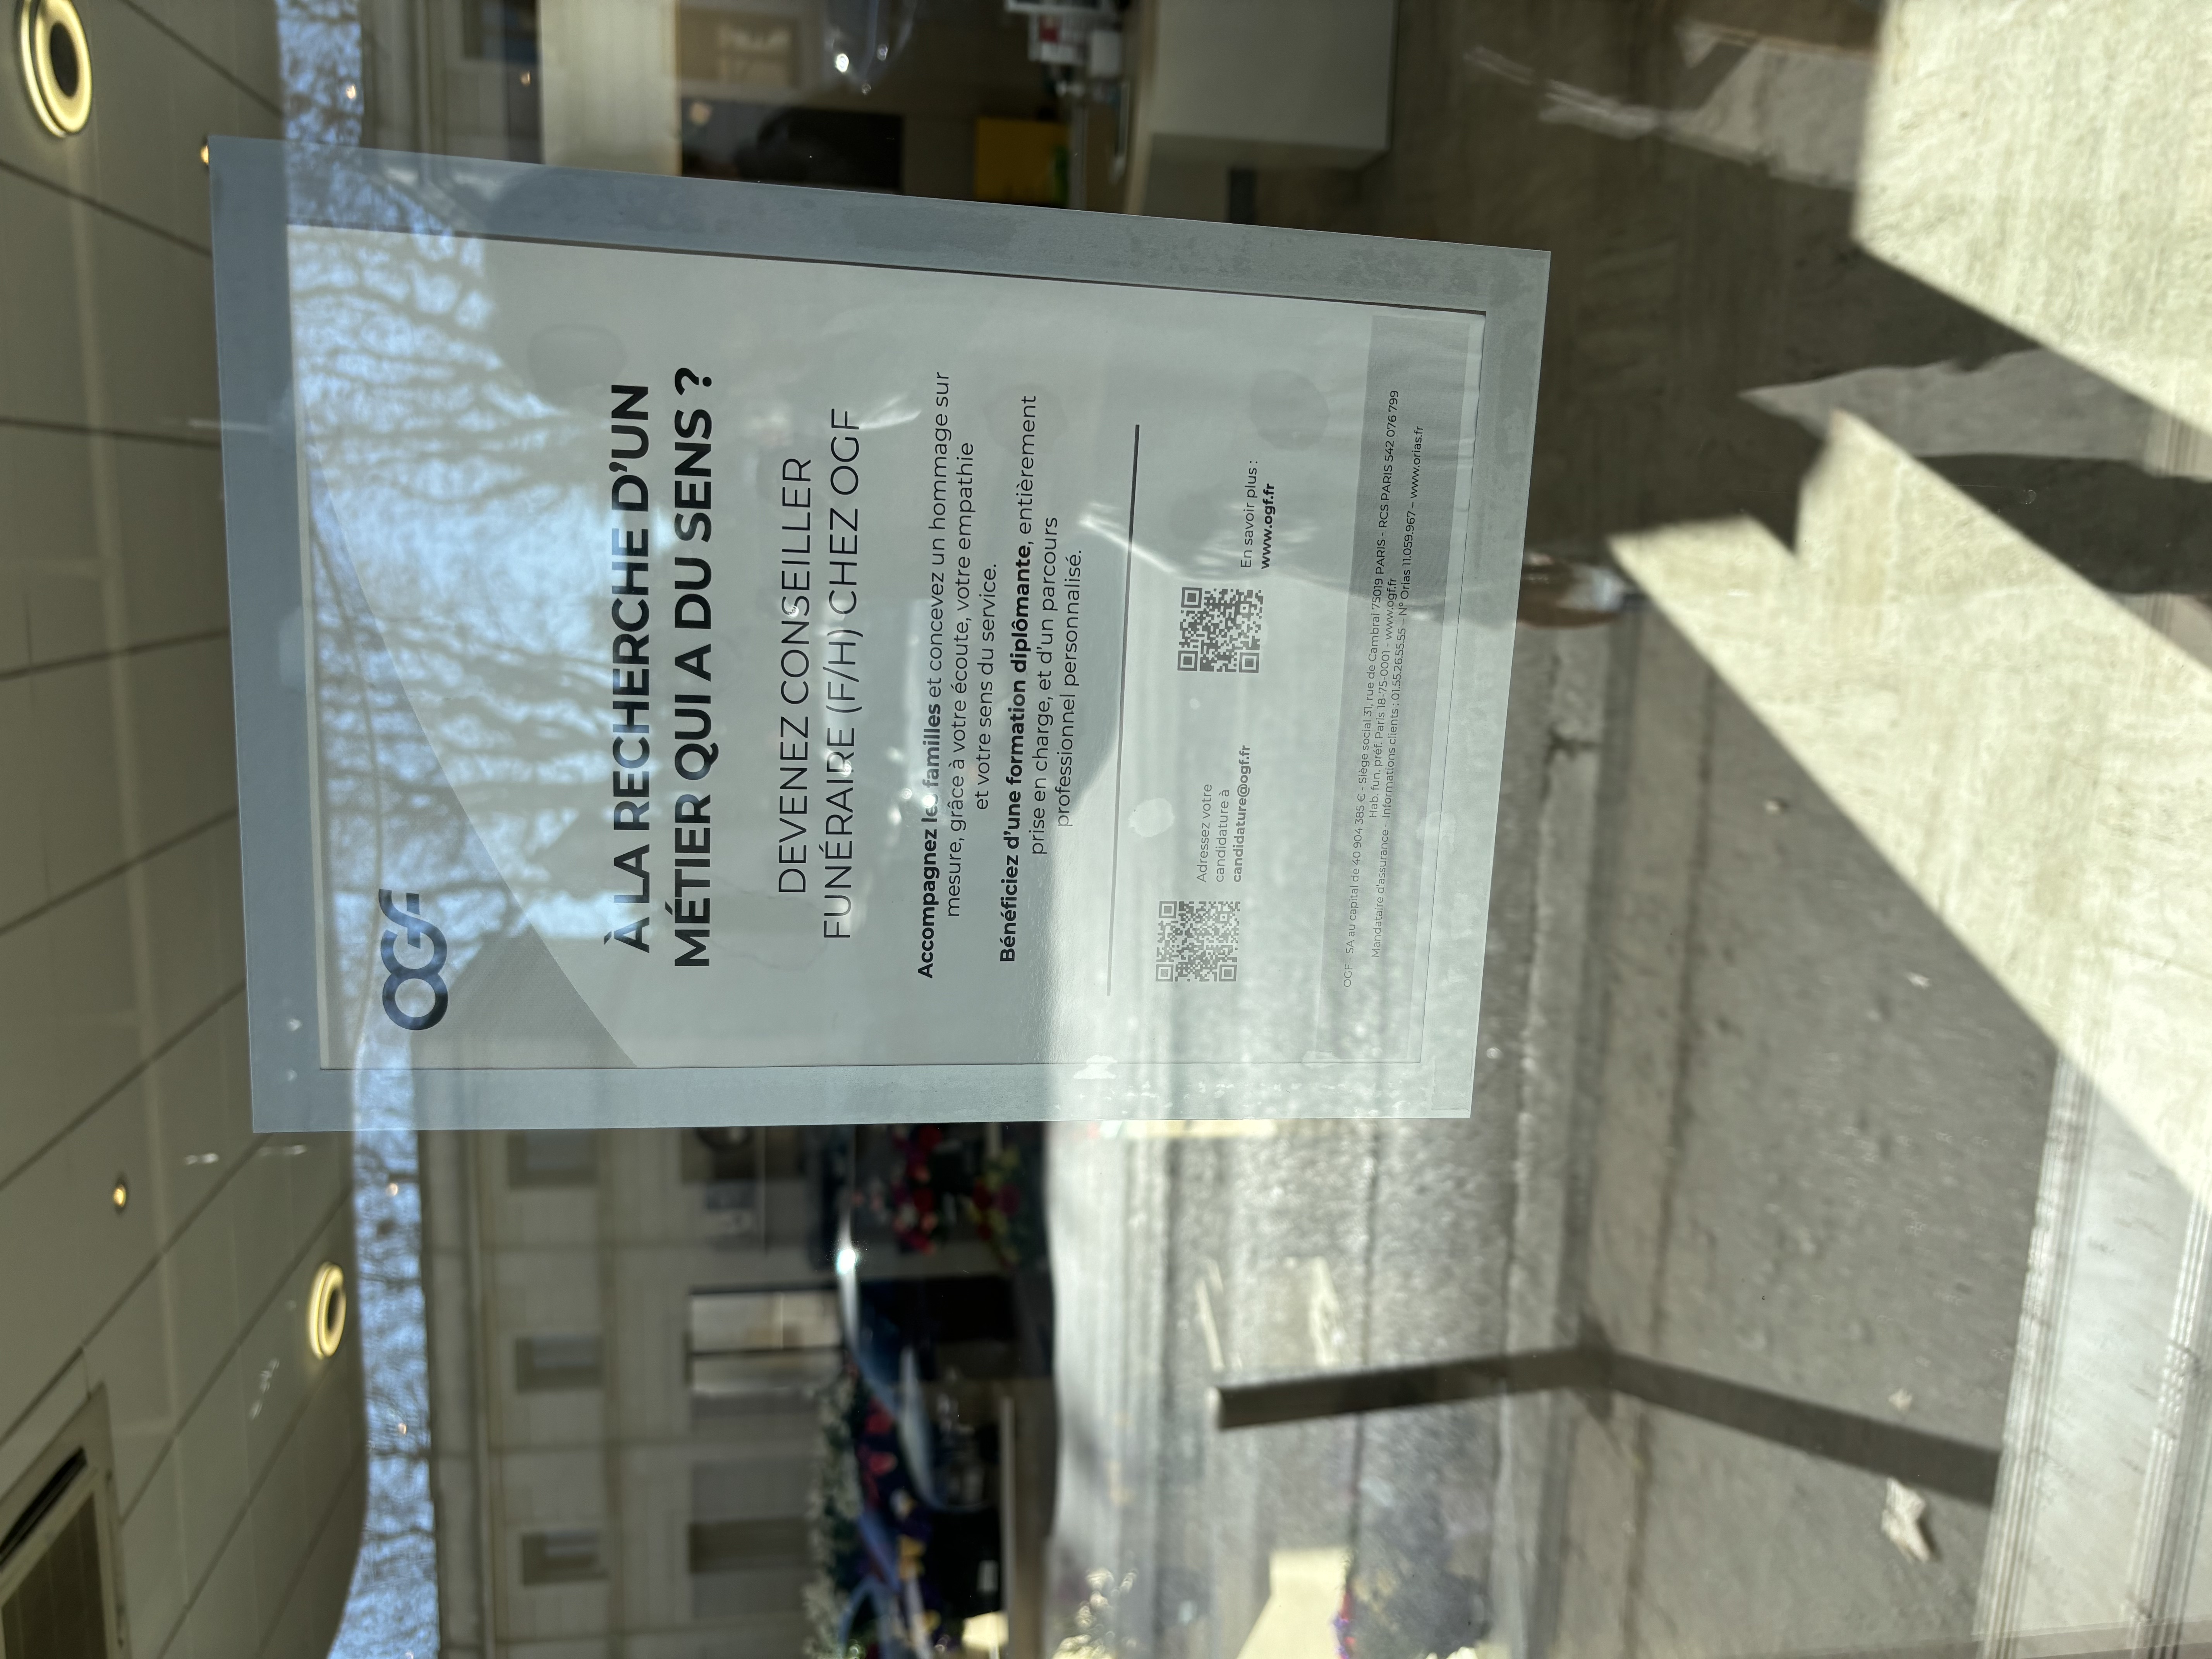 OGF
À LA RECHERCHE D'UN
MÉTIER QUI A DU SENS ?
DEVENEZ CONSEILLER
FUNÉRAIRE (F/H) CHEZ OGF
Accompagnez les familles et concevez un hommage sur
mesure, grâce à votre écoute, votre empathie
et votre sens du service.
Bénéficiez d'une formation diplômante, entièrement
prise en charge, et d'un parcours
professionnel personnalisé.
Adressez votre
candidature à
candidature@ogf.fr
En savoir plus :
www.ogf.fr
OGF - SA au capital de 40 904 385 € - Siège social 31, rue de Cambrai 75019 PARIS - RCS PARIS 542 076 799
Hab. fun. préf. Paris 18-75-0001 - www.ogf.fr
Mandataire d'assurance - Informations clients : 01.55.26.55.55 - N° Orias 11.059.967 - www.orias.fr